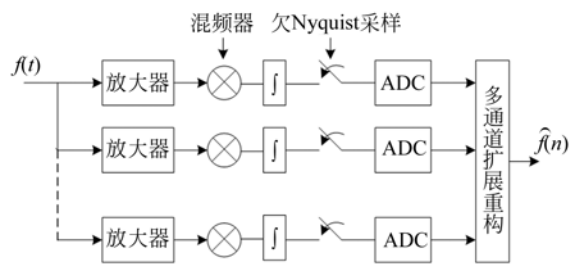 混频器 欠Nyquist采样
f(t)
放大器 ∫ ADC
放大器 ∫ ADC
放大器 ∫ ADC
多通道扩展重构
f̂(n)